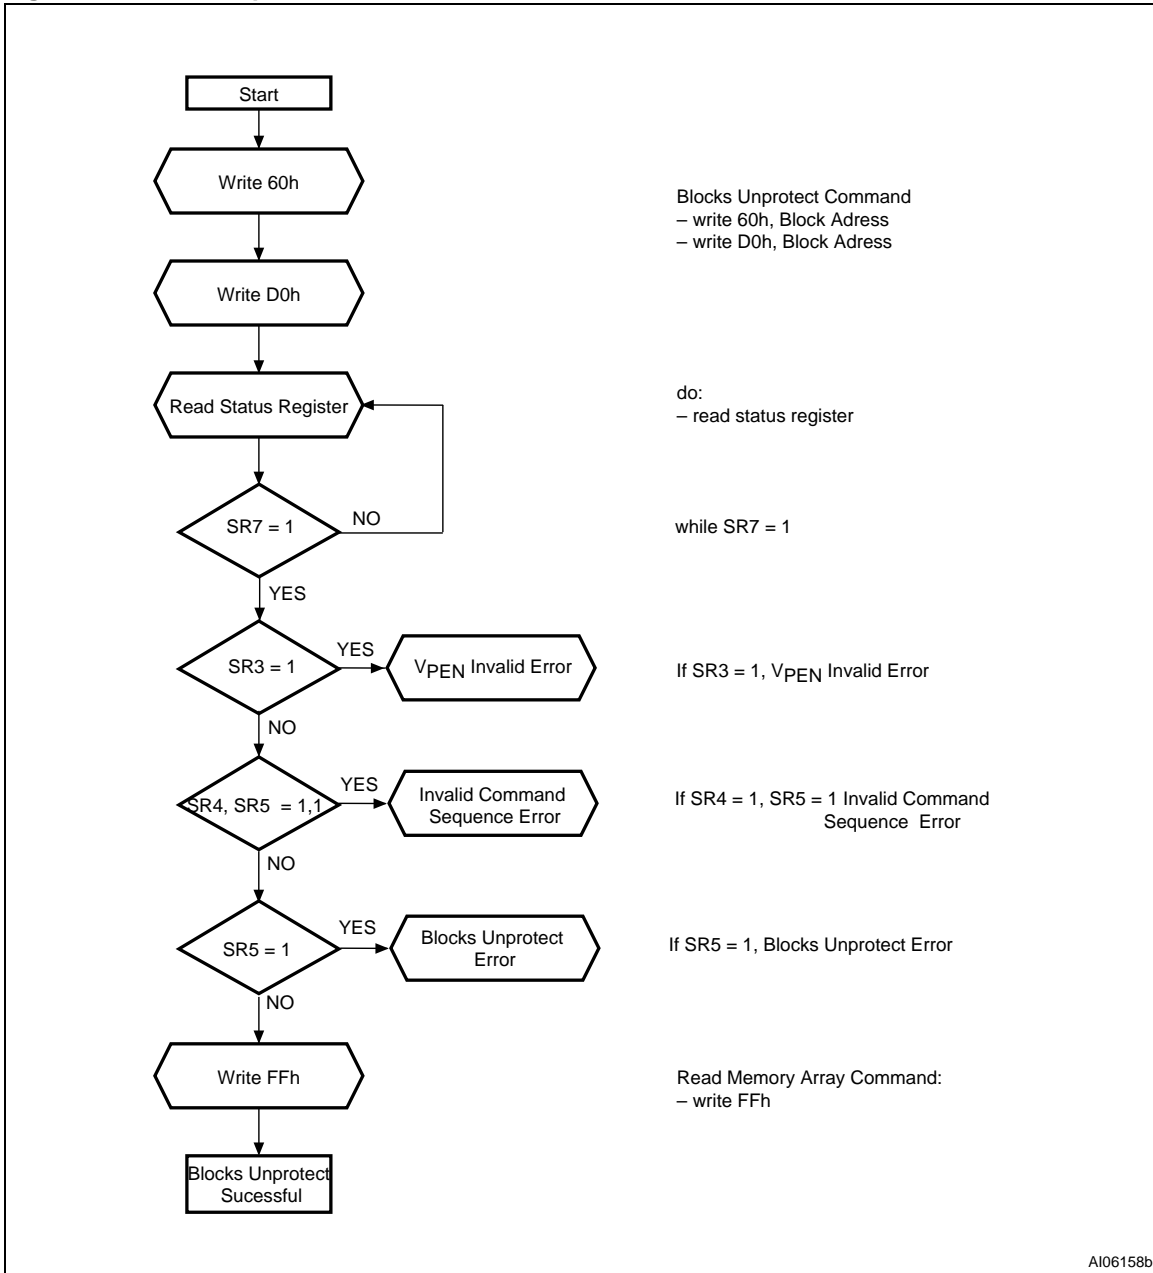 Start
Write 60h
Blocks Unprotect Command
– write 60h, Block Adress
– write D0h, Block Adress
Write D0h
Read Status Register
do:
– read status register
SR7 = 1
NO
while SR7 = 1
YES
SR3 = 1
YES
VPEN Invalid Error
If SR3 = 1, VPEN Invalid Error
NO
SR4, SR5 = 1,1
YES
Invalid Command
Sequence Error
If SR4 = 1, SR5 = 1 Invalid Command
Sequence Error
NO
SR5 = 1
YES
Blocks Unprotect
Error
If SR5 = 1, Blocks Unprotect Error
NO
Write FFh
Read Memory Array Command:
– write FFh
Blocks Unprotect
Sucessful
AI06158b